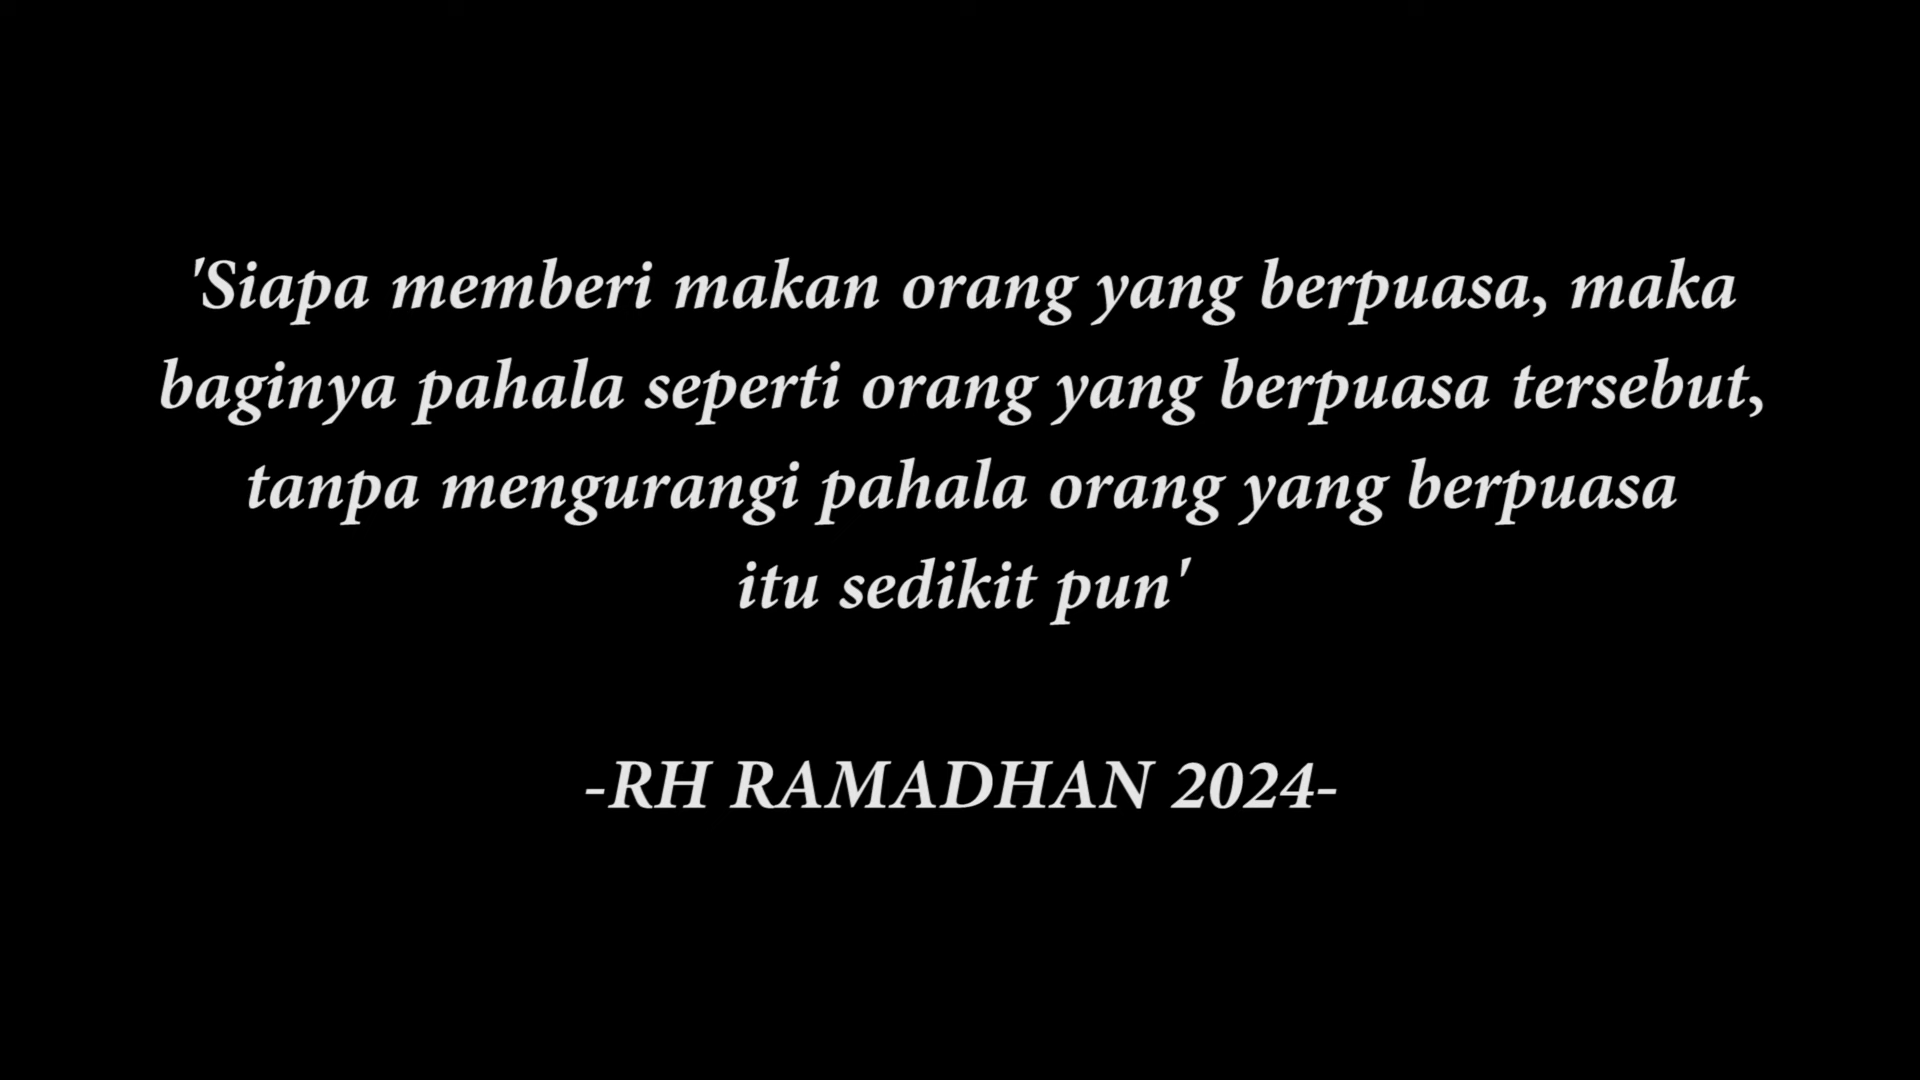 'Siapa memberi makan orang yang berpuasa, maka
baginya pahala seperti orang yang berpuasa tersebut,
tanpa mengurangi pahala orang yang berpuasa
itu sedikit pun'
-RH RAMADHAN 2024-